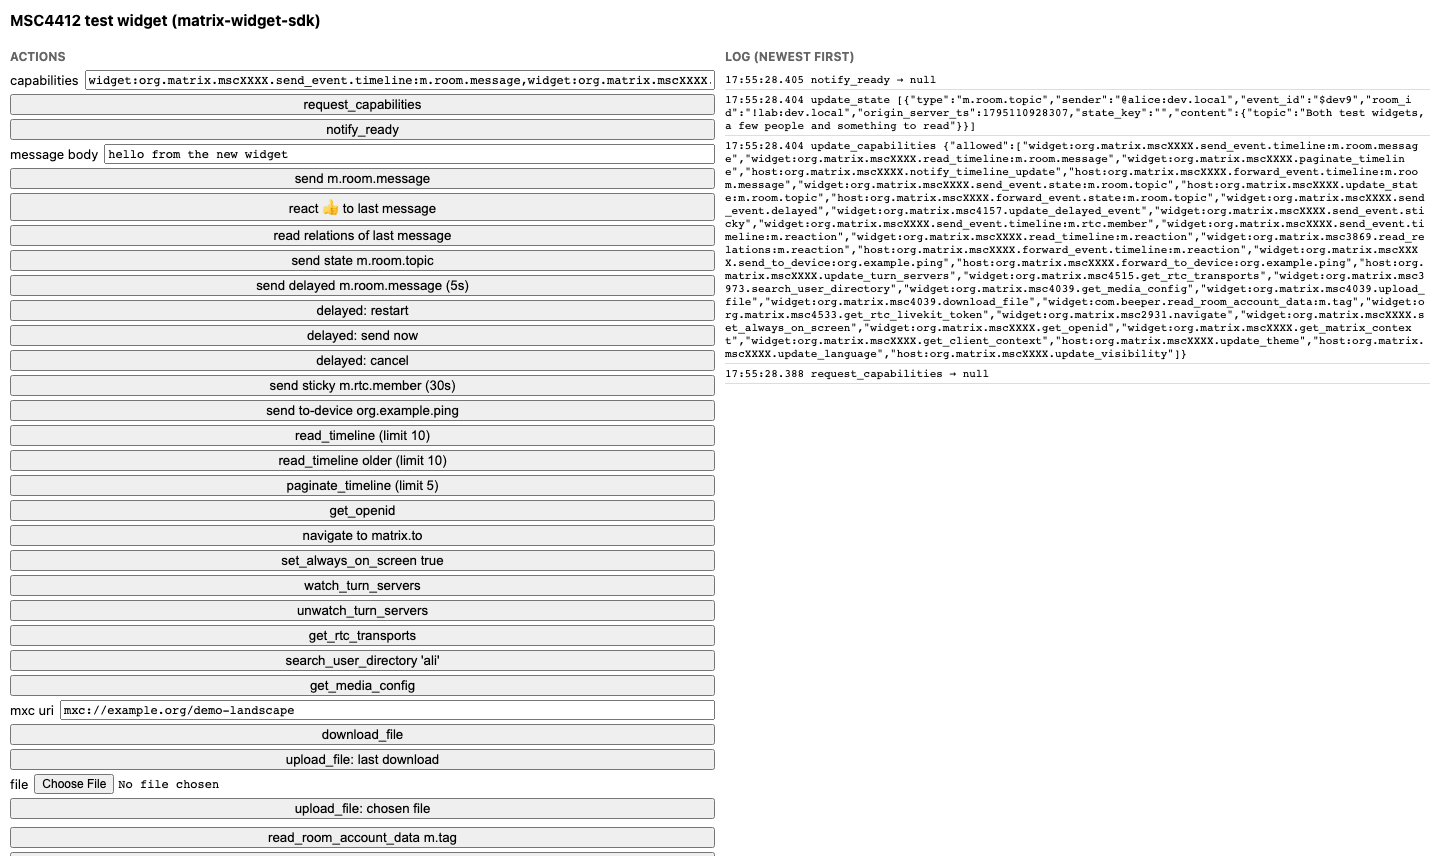 MSC4412 test widget (matrix-widget-sdk)
ACTIONS
capabilities widget:org.matrix.mscXXXX.send_event.timeline:m.room.message,widget:org.matrix.mscXXXX.
request_capabilities
notify_ready
message body hello from the new widget
send m.room.message
react 👍 to last message
read relations of last message
send state m.room.topic
send delayed m.room.message (5s)
delayed: restart
delayed: send now
delayed: cancel
send sticky m.rtc.member (30s)
send to-device org.example.ping
read_timeline (limit 10)
read_timeline older (limit 10)
paginate_timeline (limit 5)
get_openid
navigate to matrix.to
set_always_on_screen true
watch_turn_servers
unwatch_turn_servers
get_rtc_transports
search_user_directory 'ali'
get_media_config
mxc uri mxc://example.org/demo-landscape
download_file
upload_file: last download
file Choose File No file chosen
upload_file: chosen file
read_room_account_data m.tag
LOG (NEWEST FIRST)
17:55:28.405 notify_ready → null
17:55:28.404 update_state [{"type":"m.room.topic","sender":"@alice:dev.local","event_id":"$dev9","room_i
d":"!lab:dev.local","origin_server_ts":1795110928307,"state_key":"","content":{"topic":"Both test widgets,
a few people and something to read"}}]
17:55:28.404 update_capabilities {"allowed":["widget:org.matrix.mscXXXX.send_event.timeline:m.room.messag
e","widget:org.matrix.mscXXXX.read_timeline:m.room.message","widget:org.matrix.mscXXXX.paginate_timelin
e","host:org.matrix.mscXXXX.notify_timeline_update","host:org.matrix.mscXXXX.forward_event.timeline:m.roo
m.message","widget:org.matrix.mscXXXX.send_event.state:m.room.topic","host:org.matrix.mscXXXX.update_stat
e:m.room.topic","host:org.matrix.mscXXXX.forward_event.state:m.room.topic","widget:org.matrix.mscXXXX.send
_event.delayed","widget:org.matrix.msc4157.update_delayed_event","widget:org.matrix.mscXXXX.send_event.sti
cky","widget:org.matrix.mscXXXX.send_event.timeline:m.rtc.member","widget:org.matrix.mscXXXX.send_event.ti
meline:m.reaction","widget:org.matrix.mscXXXX.read_timeline:m.reaction","widget:org.matrix.msc3869.read_re
lations:m.reaction","host:org.matrix.mscXXXX.forward_event.timeline:m.reaction","widget:org.matrix.mscXXX
X.send_to_device:org.example.ping","host:org.matrix.mscXXXX.forward_to_device:org.example.ping","host:org.
matrix.mscXXXX.update_turn_servers","widget:org.matrix.msc4515.get_rtc_transports","widget:org.matrix.msc3
973.search_user_directory","widget:org.matrix.msc4039.get_media_config","widget:org.matrix.msc4039.upload_
file","widget:org.matrix.msc4039.download_file","widget:com.beeper.read_room_account_data:m.tag","widget:o
rg.matrix.msc4533.get_rtc_livekit_token","widget:org.matrix.msc2931.navigate","widget:org.matrix.mscXXXX.s
et_always_on_screen","widget:org.matrix.mscXXXX.get_openid","widget:org.matrix.mscXXXX.get_matrix_contex
t","widget:org.matrix.mscXXXX.get_client_context","host:org.matrix.mscXXXX.update_theme","host:org.matrix.
mscXXXX.update_language","host:org.matrix.mscXXXX.update_visibility"]}
17:55:28.388 request_capabilities → null